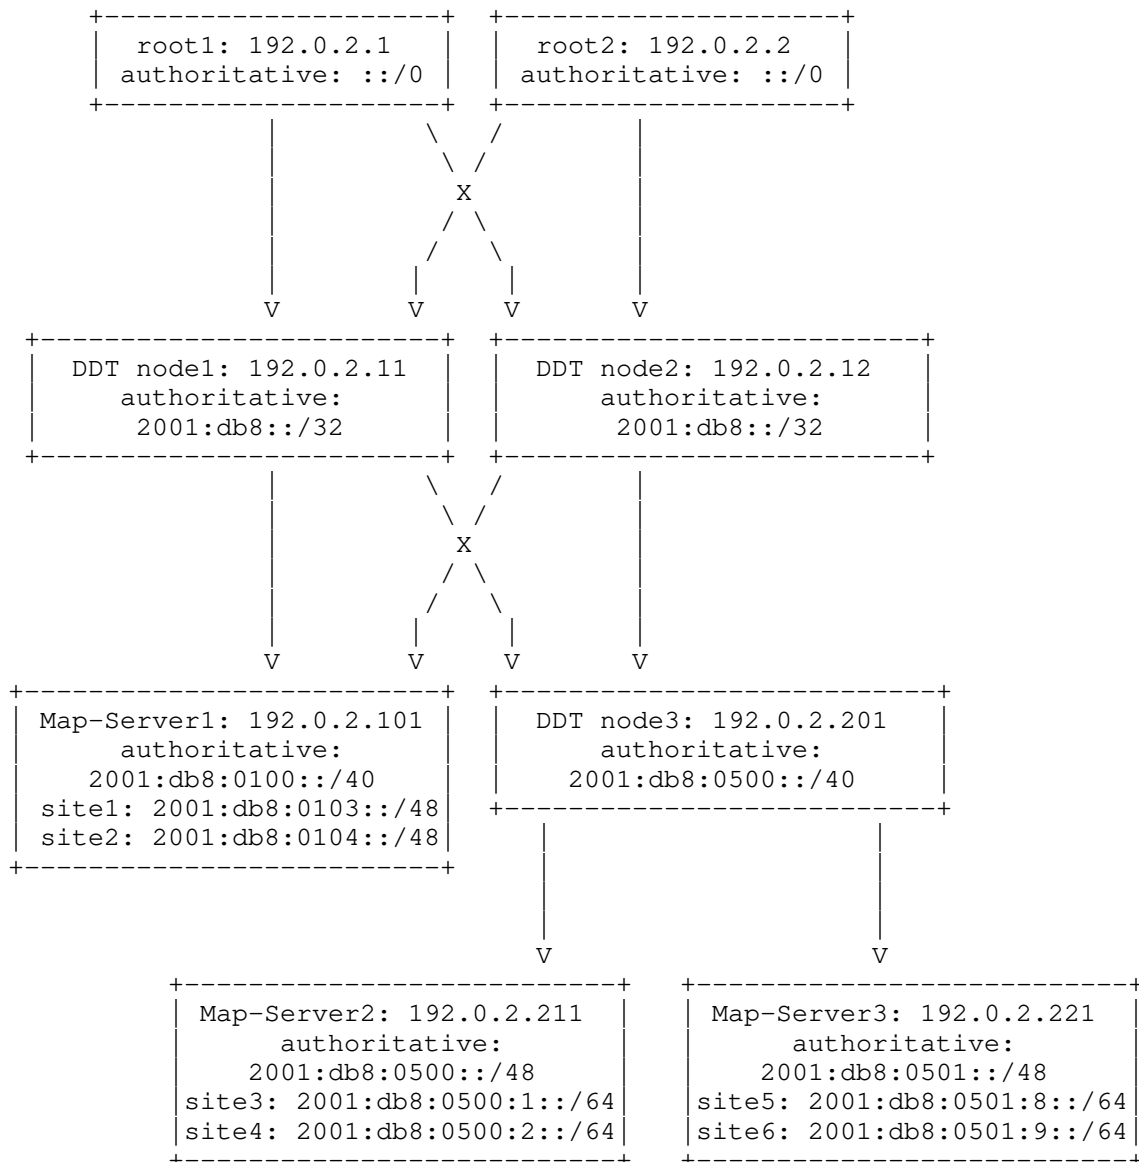 root1: 192.0.2.1
authoritative: ::/0
root2: 192.0.2.2
authoritative: ::/0
X
V V V V
DDT node1: 192.0.2.11
authoritative:
2001:db8::/32
DDT node2: 192.0.2.12
authoritative:
2001:db8::/32
X
V V V V
Map-Server1: 192.0.2.101
authoritative:
2001:db8:0100::/40
site1: 2001:db8:0103::/48
site2: 2001:db8:0104::/48
DDT node3: 192.0.2.201
authoritative:
2001:db8:0500::/40
V V
Map-Server2: 192.0.2.211
authoritative:
2001:db8:0500::/48
site3: 2001:db8:0500:1::/64
site4: 2001:db8:0500:2::/64
Map-Server3: 192.0.2.221
authoritative:
2001:db8:0501::/48
site5: 2001:db8:0501:8::/64
site6: 2001:db8:0501:9::/64